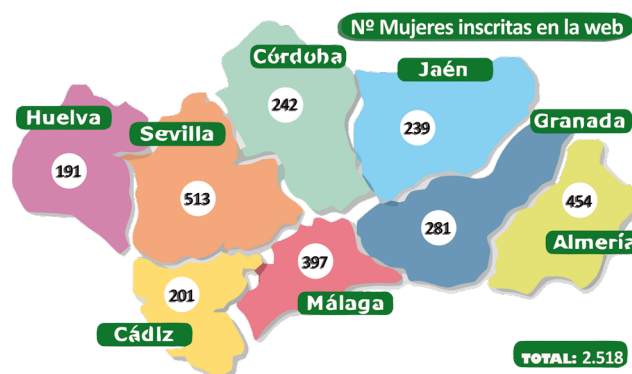 Nº Mujeres inscritas en la web
Córdoba
242
Jaén
239
Granada
281
Huelva
191
Sevilla
513
454
Almería
397
Málaga
201
Cádiz
TOTAL: 2.518